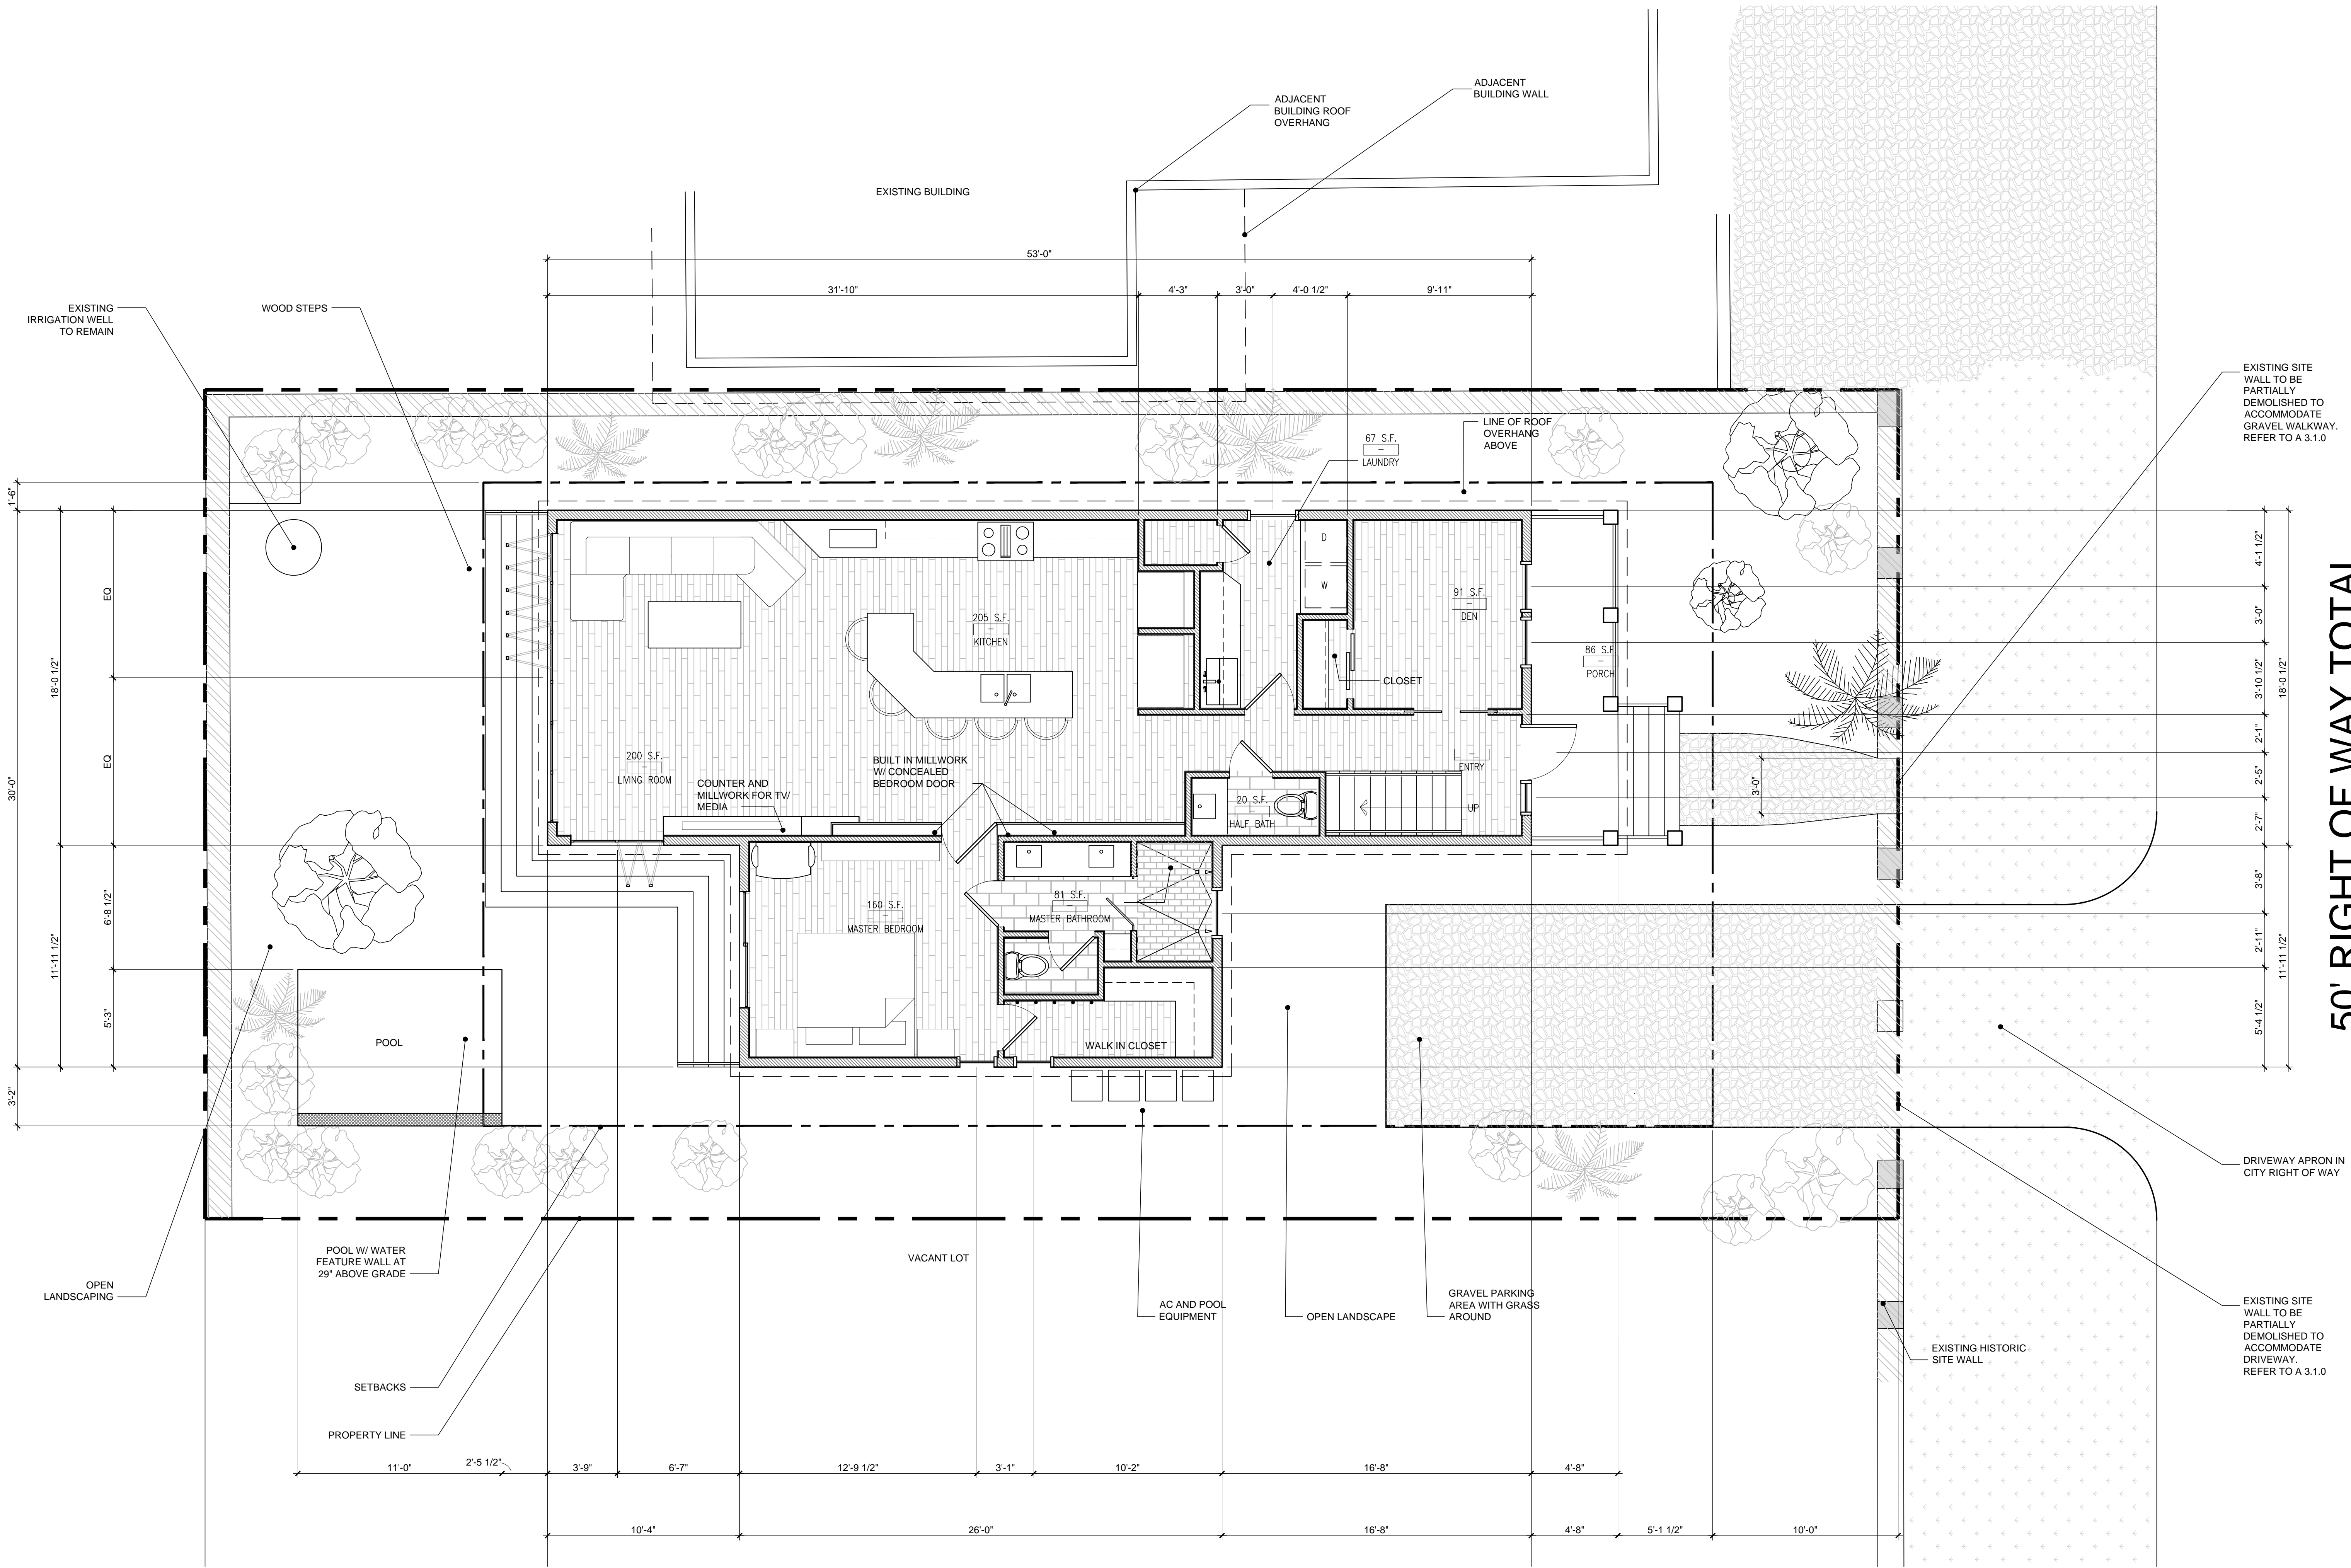 ADJACENT
BUILDING WALL
ADJACENT
BUILDING ROOF
OVERHANG
EXISTING BUILDING
53'-0"
31'-10"
4'-3"
3'-0"
4'-0 1/2"
9'-11"
EXISTING
IRRIGATION WELL
TO REMAIN
WOOD STEPS
EXISTING SITE
WALL TO BE
PARTIALLY
DEMOLISHED TO
ACCOMMODATE
GRAVEL WALKWAY.
REFER TO A 3.1.0
LINE OF ROOF
OVERHANG
ABOVE
67 S.F.
-
LAUNDRY
1'-6"
30'-0"
3'-2"
18'-0 1/2"
11'-11 1/2"
EQ
EQ
6'-8 1/2"
5'-3"
D
W
205 S.F.
-
KITCHEN
91 S.F.
-
DEN
86 S.F.
-
PORCH
CLOSET
200 S.F.
-
LIVING ROOM
COUNTER AND
MILLWORK FOR TV/
MEDIA
BUILT IN MILLWORK
W/ CONCEALED
BEDROOM DOOR
-
ENTRY
20 S.F.
-
HALF BATH
UP
3'-0"
160 S.F.
-
MASTER BEDROOM
81 S.F.
-
MASTER BATHROOM
WALK IN CLOSET
POOL
4'-1 1/2"
3'-0"
3'-10 1/2"
2'-1"
2'-5"
2'-7"
3'-8"
2'-11"
5'-4 1/2"
18'-0 1/2"
11'-11 1/2"
50' RIGHT OF WAY TOTAL
DRIVEWAY APRON IN
CITY RIGHT OF WAY
POOL W/ WATER
FEATURE WALL AT
29" ABOVE GRADE
OPEN
LANDSCAPING
VACANT LOT
AC AND POOL
EQUIPMENT
OPEN LANDSCAPE
GRAVEL PARKING
AREA WITH GRASS
AROUND
EXISTING HISTORIC
SITE WALL
EXISTING SITE
WALL TO BE
PARTIALLY
DEMOLISHED TO
ACCOMMODATE
DRIVEWAY.
REFER TO A 3.1.0
SETBACKS
PROPERTY LINE
11'-0"
2'-5 1/2"
3'-9"
6'-7"
12'-9 1/2"
3'-1"
10'-2"
16'-8"
4'-8"
10'-4"
26'-0"
16'-8"
4'-8"
5'-1 1/2"
10'-0"